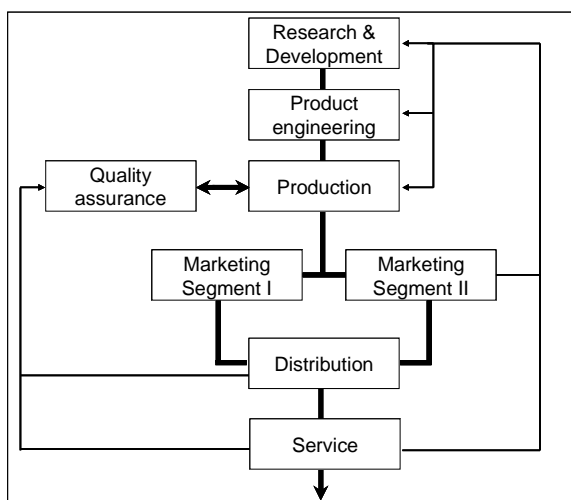 Research &
Development
Product
engineering
Quality
assurance
Production
Marketing
Segment I
Marketing
Segment II
Distribution
Service